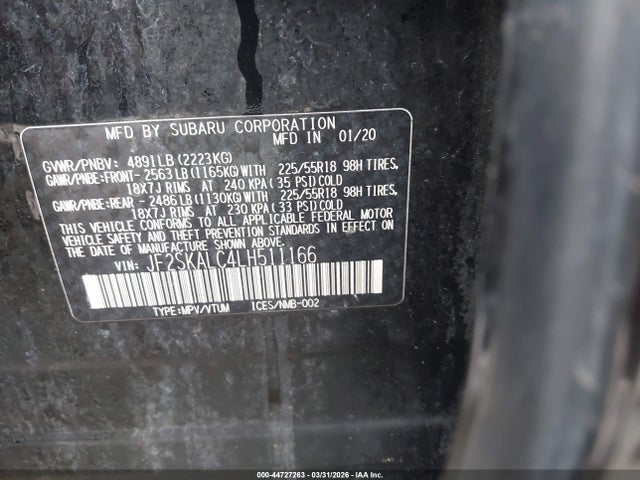 MFD BY SUBARU CORPORATION
MFD IN 01/20
GVWR/PNBV: 4891LB (2223KG)
GAWR/PNBE:FRONT-2563LB(1165KG)WITH 225/55R18 98H TIRES,
18X7J RIMS AT 240 KPA(35 PSI)COLD
GAWR/PNBE:REAR -2486LB(1130KG)WITH 225/55R18 98H TIRES,
18X7J RIMS AT 230 KPA(33 PSI)COLD
THIS VEHICLE CONFORMS TO ALL APPLICABLE FEDERAL MOTOR
VEHICLE SAFETY AND THEFT PREVENTION STANDARDS IN EFFECT
ON THE DATE OF MANUFACTURE SHOWN ABOVE.
VIN: JF2SKALC4LH511166
TYPE:MPV/VTUM ICES/NMB-002
000-44727263 - 03/31/2026 - IAA Inc.